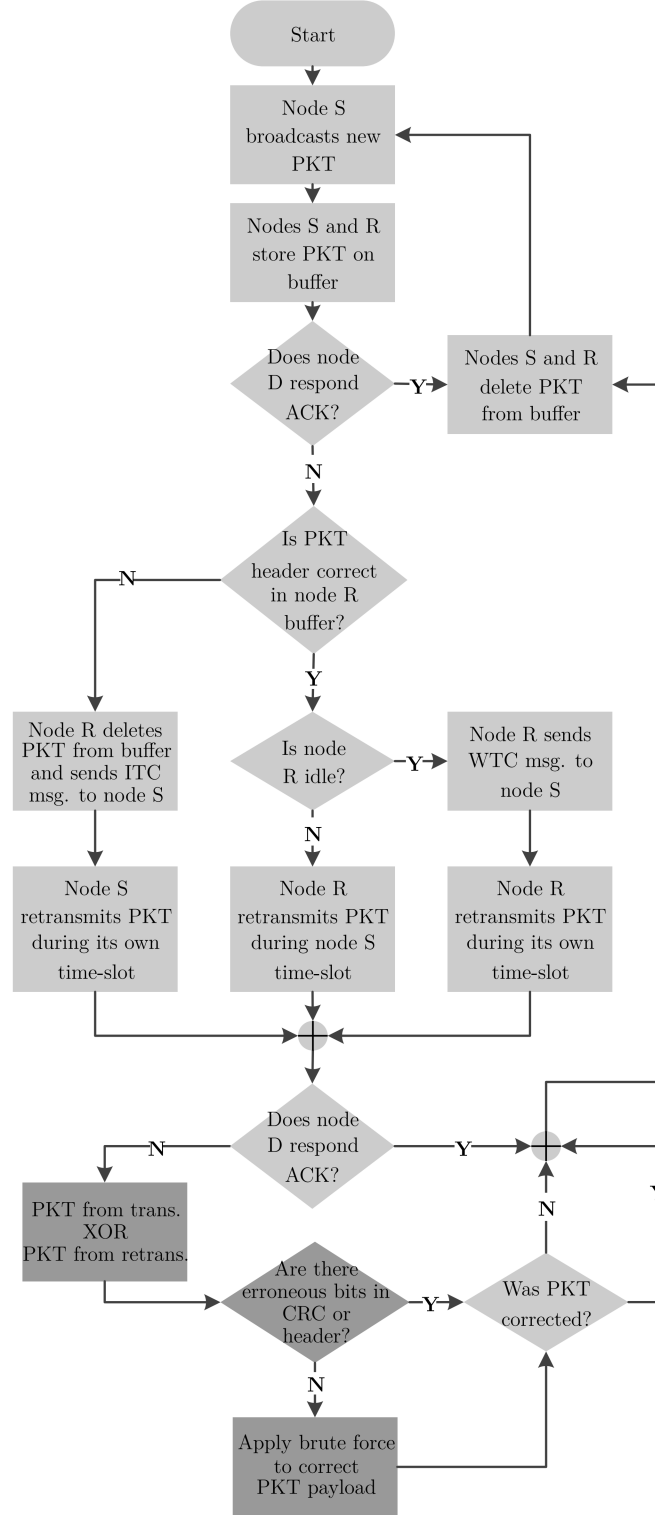 Start
Node S
broadcasts new
PKT
Nodes S and R
store PKT on
buffer
Does node
D respond
ACK?
Y
Nodes S and R
delete PKT
from buffer
N
Is PKT
header correct
in node R
buffer?
N
Y
Node R deletes
PKT from buffer
and sends ITC
msg. to node S
Is node
R idle?
Y
Node R sends
WTC msg. to
node S
N
Node S
retransmits PKT
during its own
time-slot
Node R
retransmits PKT
during node S
time-slot
Node R
retransmits PKT
during its own
time-slot
Does node
D respond
ACK?
N
Y
PKT from trans.
XOR
PKT from retrans.
N
Are there
erroneous bits in
CRC or
header?
Y
Was PKT
corrected?
N
Apply brute force
to correct
PKT payload